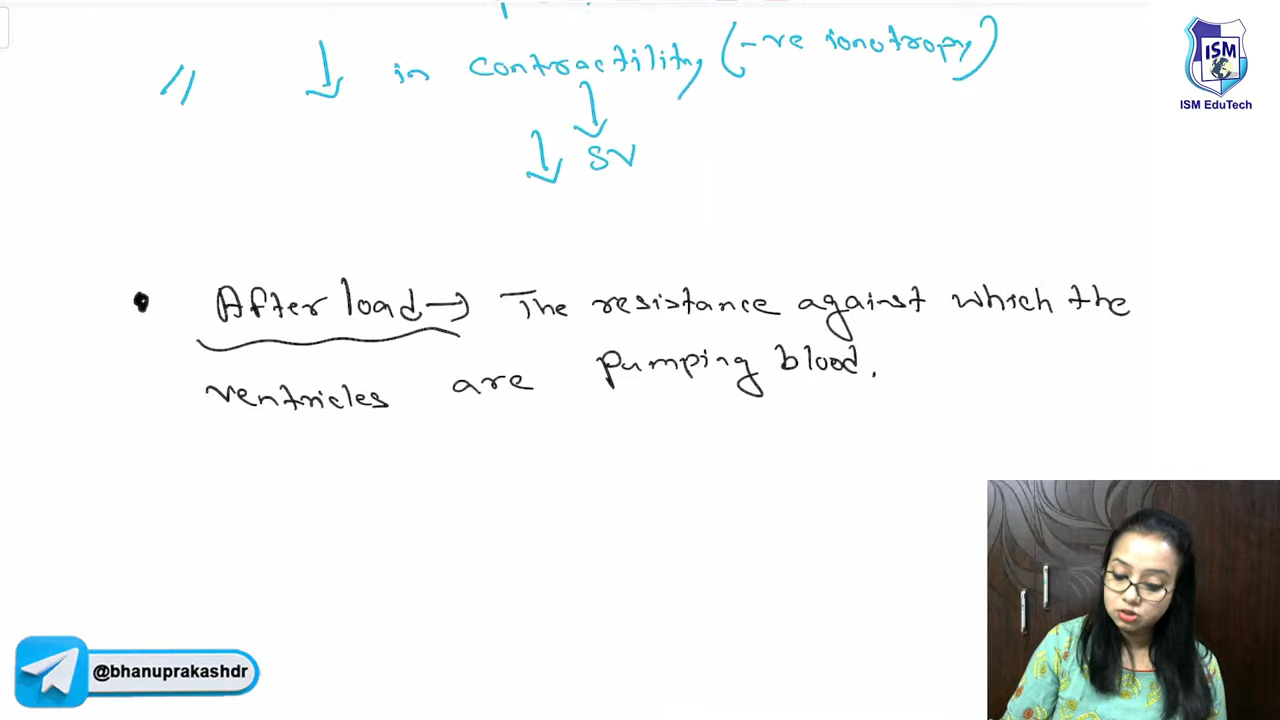 ↓ in contractility (-ve ionotropy)
↓
↓ SV
• After load → The resistance against which the
ventricles are pumping blood.
ISM
ISM EduTech
@bhanuprakashdr